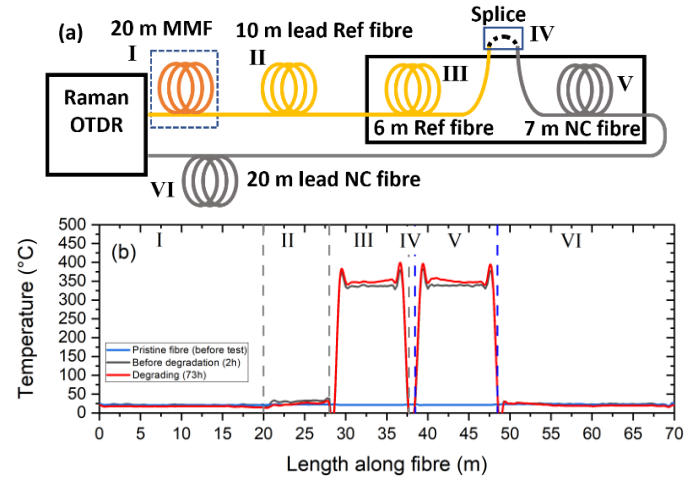 (a)
20 m MMF
I
10 m lead Ref fibre
II
Splice
IV
III
V
Raman
OTDR
6 m Ref fibre
7 m NC fibre
VI
20 m lead NC fibre
(b)
I
II
III
IV
V
VI
Temperature (°C)
500
450
400
350
300
250
200
150
100
50
0
Pristine fibre (before test)
Before degradation (2h)
Degrading (73h)
0 5 10 15 20 25 30 35 40 45 50 55 60 65 70
Length along fibre (m)